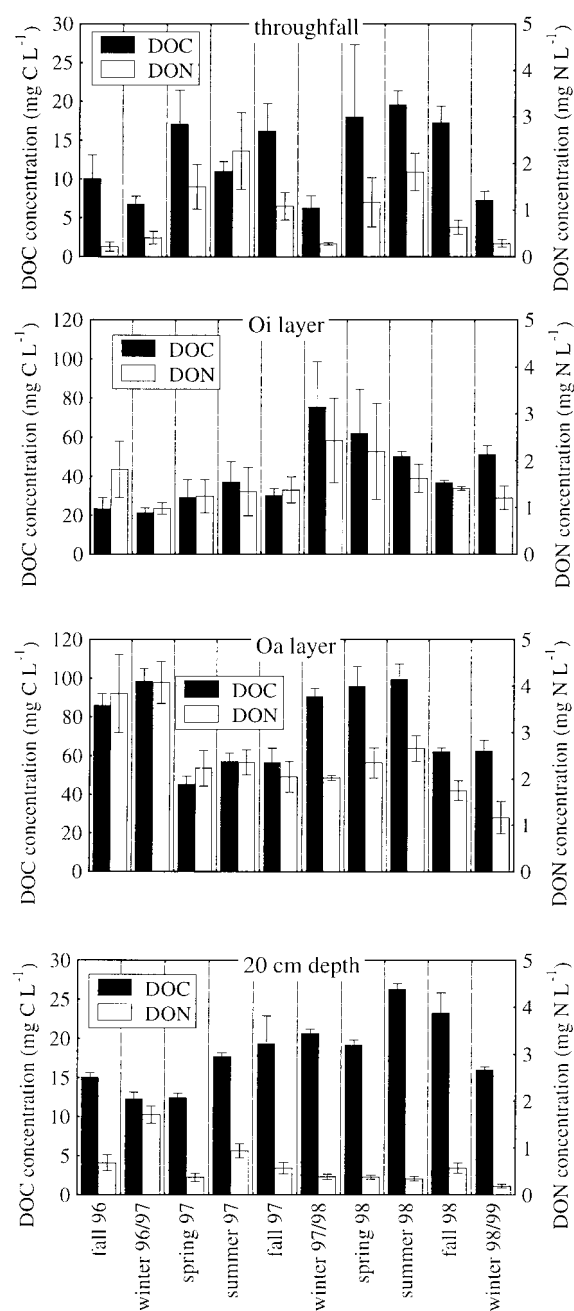 throughfall
DOC
DON
DOC concentration (mg C L⁻¹)
30
25
20
15
10
5
0
5
4
3
2
1
0
DON concentration (mg N L⁻¹)
Oi layer
DOC
DON
DOC concentration (mg C L⁻¹)
120
100
80
60
40
20
0
5
4
3
2
1
0
DON concentration (mg N L⁻¹)
Oa layer
DOC
DON
DOC concentration (mg C L⁻¹)
120
100
80
60
40
20
0
5
4
3
2
1
0
DON concentration (mg N L⁻¹)
20 cm depth
DOC
DON
DOC concentration (mg C L⁻¹)
30
25
20
15
10
5
0
5
4
3
2
1
0
DON concentration (mg N L⁻¹)
fall 96
winter 96/97
spring 97
summer 97
fall 97
winter 97/98
spring 98
summer 98
fall 98
winter 98/99